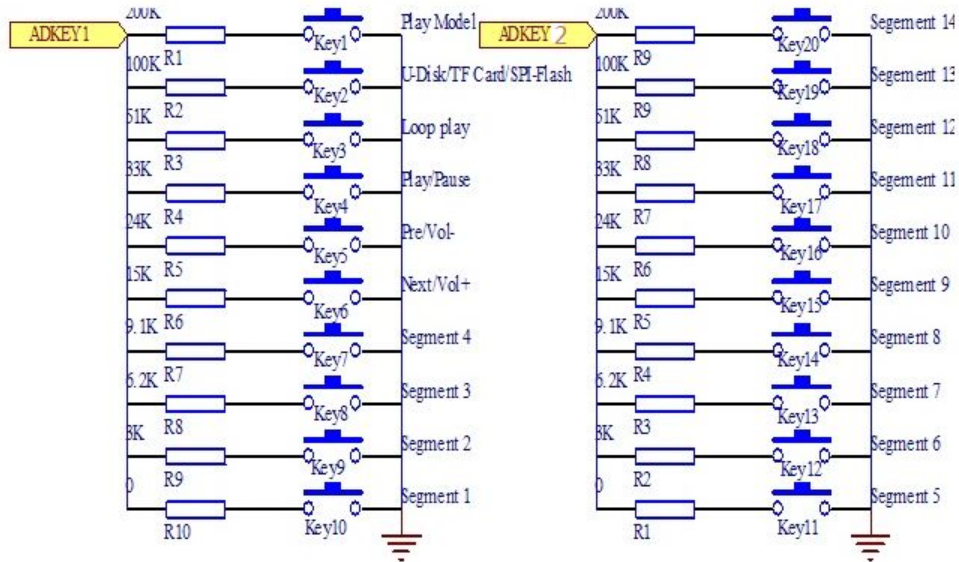 200K
Play Model
ADKEY1
Key1
100K R1
U-Disk/TF Card/SPI-Flash
Key2
51K R2
Loop play
Key3
33K R3
Play/Pause
Key4
24K R4
Pre/Vol-
Key5
15K R5
Next/Vol+
Key6
9.1K R6
Segment 4
Key7
6.2K R7
Segment 3
Key8
3K R8
Segment 2
Key9
0 R9
Segment 1
R10 Key10
200K
Segement 14
ADKEY 2
Key20
100K R9
Segement 13
Key19
51K R9
Segement 12
Key18
33K R8
Segement 11
Key17
24K R7
Segment 10
Key16
15K R6
Segement 9
Key15
9.1K R5
Segment 8
Key14
6.2K R4
Segment 7
Key13
3K R3
Segment 6
Key12
0 R2
Segment 5
R1 Key11